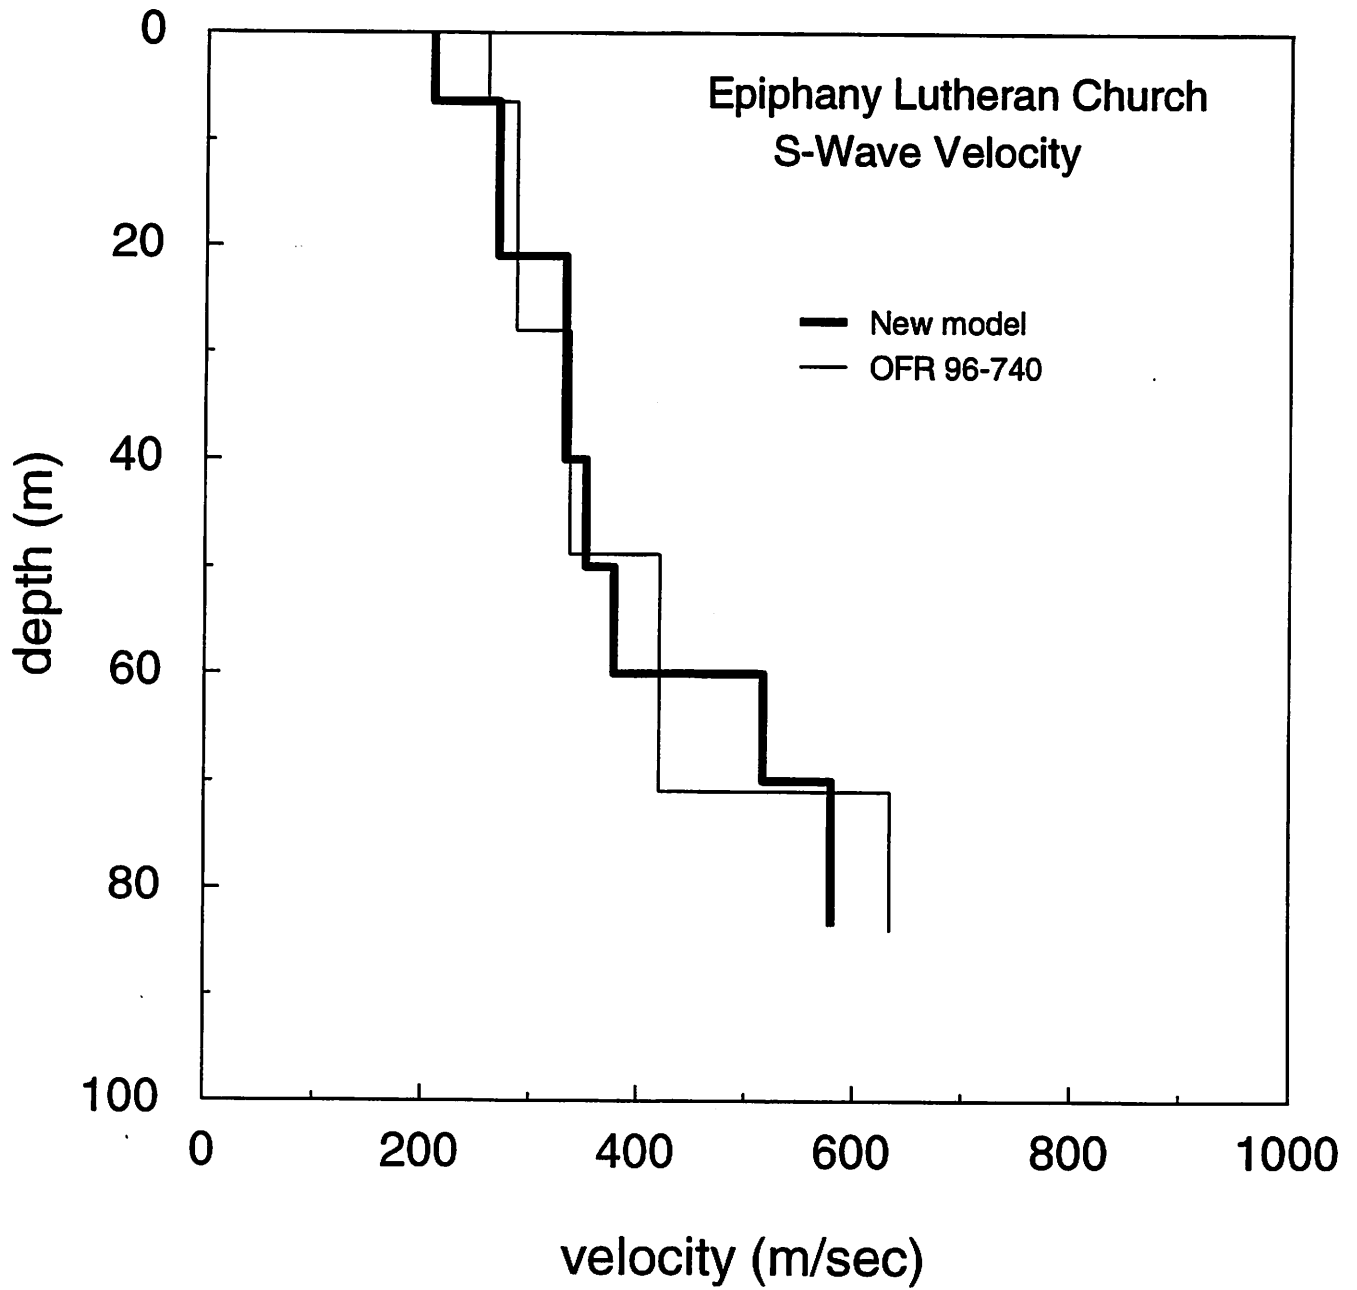 Epiphany Lutheran Church
S-Wave Velocity
New model
OFR 96-740
depth (m)
0
20
40
60
80
100
0 200 400 600 800 1000
velocity (m/sec)